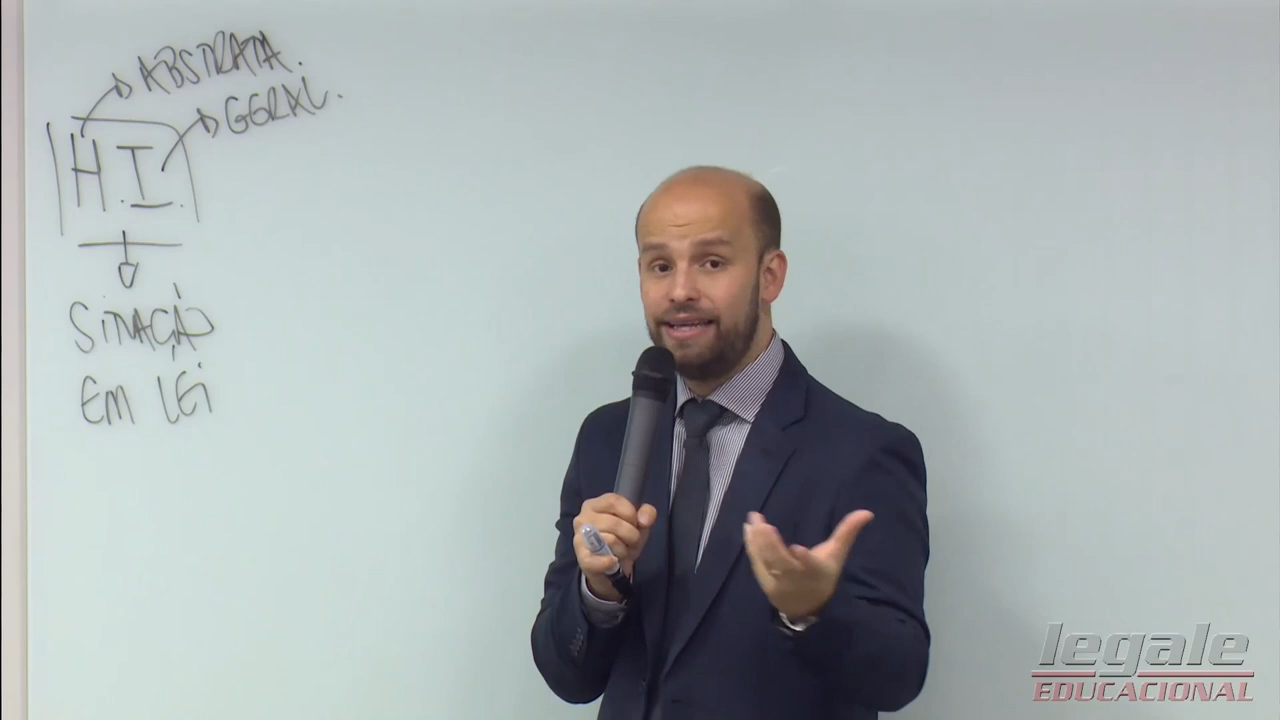 ABSTRATA.
GERAL.
H.I.
SITUAÇÃO
EM LEI
legale
EDUCACIONAL